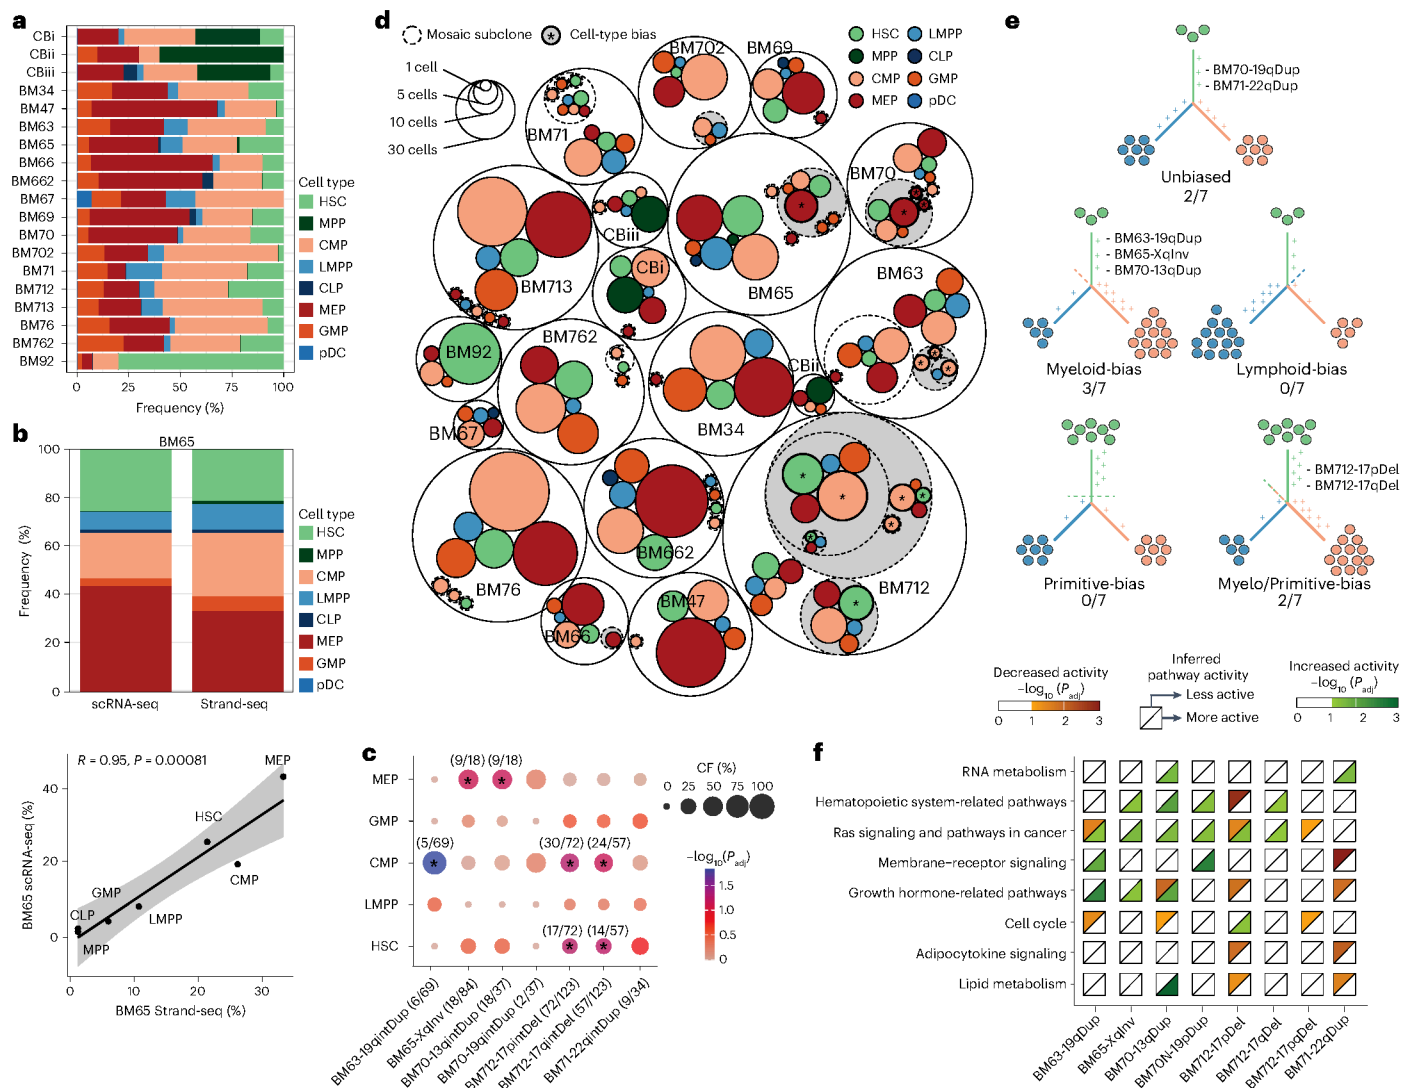 a
CBi
CBii
CBiii
BM34
BM47
BM63
BM65
BM66
BM662
BM67
BM69
BM70
BM702
BM71
BM712
BM713
BM76
BM762
BM92
0
25
50
75
100
Frequency (%)
Cell type
HSC
MPP
CMP
LMPP
CLP
MEP
GMP
pDC
b
BM65
100
80
60
40
20
0
Frequency (%)
scRNA-seq
Strand-seq
Cell type
HSC
MPP
CMP
LMPP
CLP
MEP
GMP
pDC
R = 0.95, P = 0.00081
MEP
HSC
CMP
GMP
LMPP
CLP
MPP
40
20
0
BM65 scRNA-seq (%)
0
10
20
30
BM65 Strand-seq (%)
c
MEP
GMP
CMP
LMPP
HSC
(9/18)
(9/18)
(5/69)
(30/72)
(24/57)
(17/72)
(14/57)
* * * * * * *
BM63-19qintDup (6/69)
BM65-XqInv (18/84)
BM70-13qintDup (18/37)
BM70-19qintDup (2/37)
BM712-17pintDel (72/123)
BM712-17qintDel (57/123)
BM71-22qintDup (9/34)
CF (%)
0 25 50 75 100
−log10(Padj)
1.5
1.0
0.5
0
d
Mosaic subclone
* Cell-type bias
1 cell
5 cells
10 cells
30 cells
HSC
MPP
CMP
MEP
LMPP
CLP
GMP
pDC
BM702
BM69
BM71
BM70
CBiii
BM713
CBi
BM65
BM63
BM92
BM762
CBii
BM67
BM34
BM662
BM76
BM712
BM66
BM47
e
- BM70-19qDup
- BM71-22qDup
Unbiased
2/7
- BM63-19qDup
- BM65-XqInv
- BM70-13qDup
Myeloid-bias
3/7
Lymphoid-bias
0/7
Primitive-bias
0/7
- BM712-17pDel
- BM712-17qDel
Myelo/Primitive-bias
2/7
Decreased activity
−log10 (Padj)
0 1 2 3
Inferred
pathway activity
Less active
More active
Increased activity
−log10 (Padj)
0 1 2 3
f
RNA metabolism
Hematopoietic system-related pathways
Ras signaling and pathways in cancer
Membrane–receptor signaling
Growth hormone-related pathways
Cell cycle
Adipocytokine signaling
Lipid metabolism
BM63-19qDup
BM65-XqInv
BM70-13qDup
BM70N-19pDup
BM712-17pDel
BM712-17qDel
BM712-17pqDel
BM71-22qDup